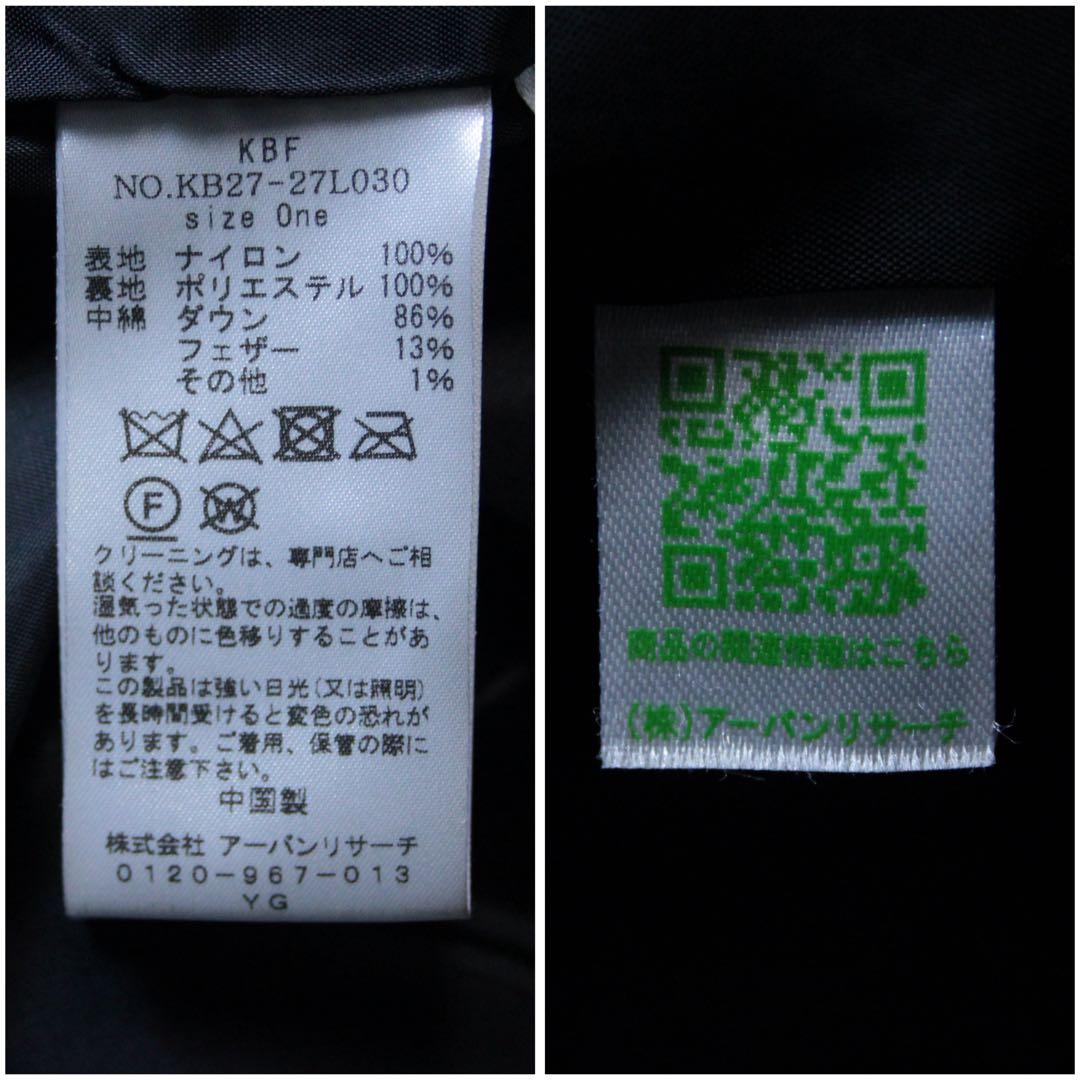 KBF
NO.KB27-27L030
size One
表地 ナイロン 100%
裏地 ポリエステル 100%
中綿 ダウン 86%
フェザー 13%
その他 1%
F
W
クリーニングは、専門店へご相
談ください。
湿気った状態での過度の摩擦は、
他のものに色移りすることがあ
ります。
この製品は強い日光(又は照明)
を長時間受けると変色の恐れが
あります。ご着用、保管の際に
はご注意下さい。
中国製
株式会社 アーバンリサーチ
0120-967-013
YG
商品の関連情報はこちら
(株)アーバンリサーチ